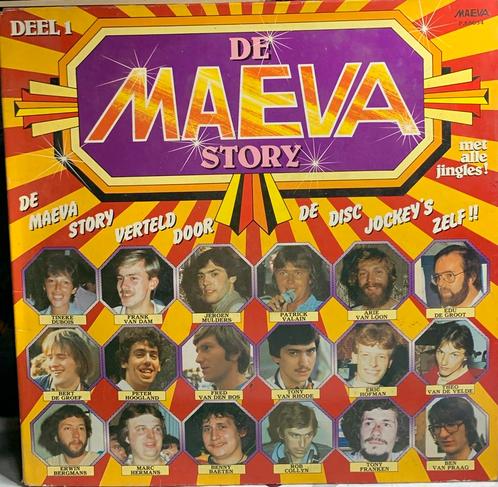 DEEL 1
DE
MAEVA
STORY
MAEVA
met
alle
jingles!
DE
MAEVA STORY VERTELD DOOR DE DISC JOCKEY'S ZELF!!
TINEKE
DUBOIS
FRANK
VAN DAM
JEROEN
MULDERS
PATRICK
VALAIN
ARIE
VAN LOON
EDU
DE GROOT
BERT
DE GROEF
PETER
HOOGLAND
FRED
VAN DEN BOS
TONY
VAN RHODE
ERIC
HOFMAN
THEO
VAN DE VELDE
ERWIN
BERGMANS
MARC
HERMANS
BENNY
BAETEN
ROB
COLLYN
TONY
FRANKEN
BEN
VAN PRAAG